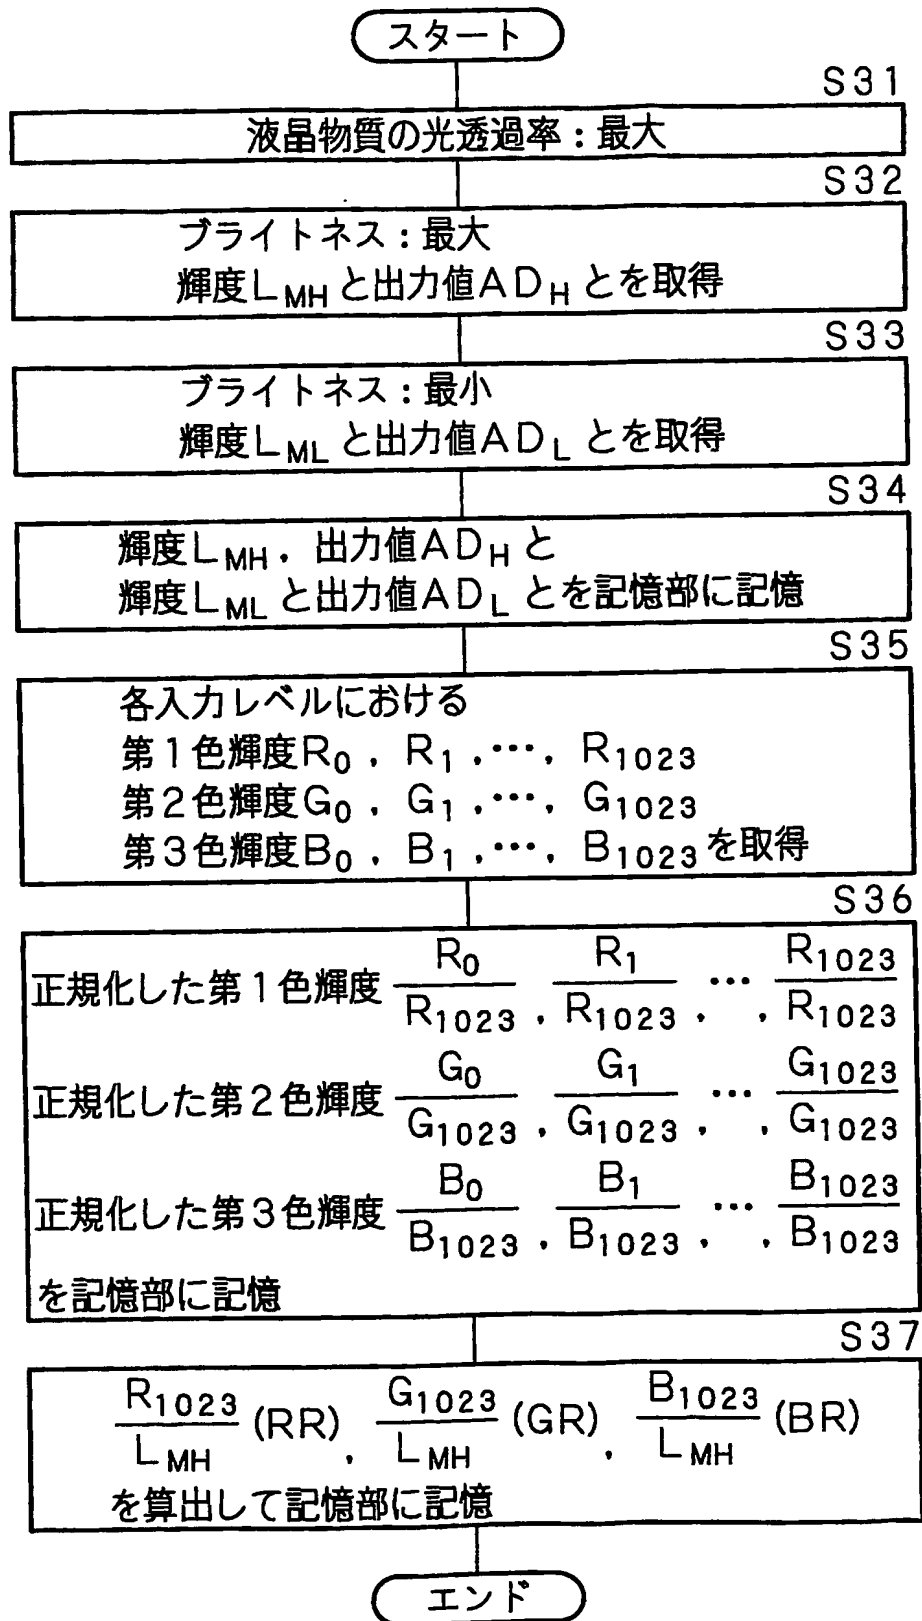 スタート
S31
液晶物質の光透過率：最大
S32
ブライトネス：最大
輝度L_MHと出力値AD_Hとを取得
S33
ブライトネス：最小
輝度L_MLと出力値AD_Lとを取得
S34
輝度L_MH，出力値AD_Hと
輝度L_MLと出力値AD_Lとを記憶部に記憶
S35
各入力レベルにおける
第1色輝度R_0，R_1，…，R_1023
第2色輝度G_0，G_1，…，G_1023
第3色輝度B_0，B_1，…，B_1023を取得
S36
正規化した第1色輝度 R_0/R_1023，R_1/R_1023，…，R_1023/R_1023
正規化した第2色輝度 G_0/G_1023，G_1/G_1023，…，G_1023/G_1023
正規化した第3色輝度 B_0/B_1023，B_1/B_1023，…，B_1023/B_1023
を記憶部に記憶
S37
R_1023/L_MH (RR)，G_1023/L_MH (GR)，B_1023/L_MH (BR)
を算出して記憶部に記憶
エンド